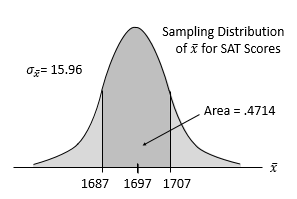 Sampling Distribution
of x̄ for SAT Scores
σx̄ = 15.96
Area = .4714
x̄
1687 1697 1707